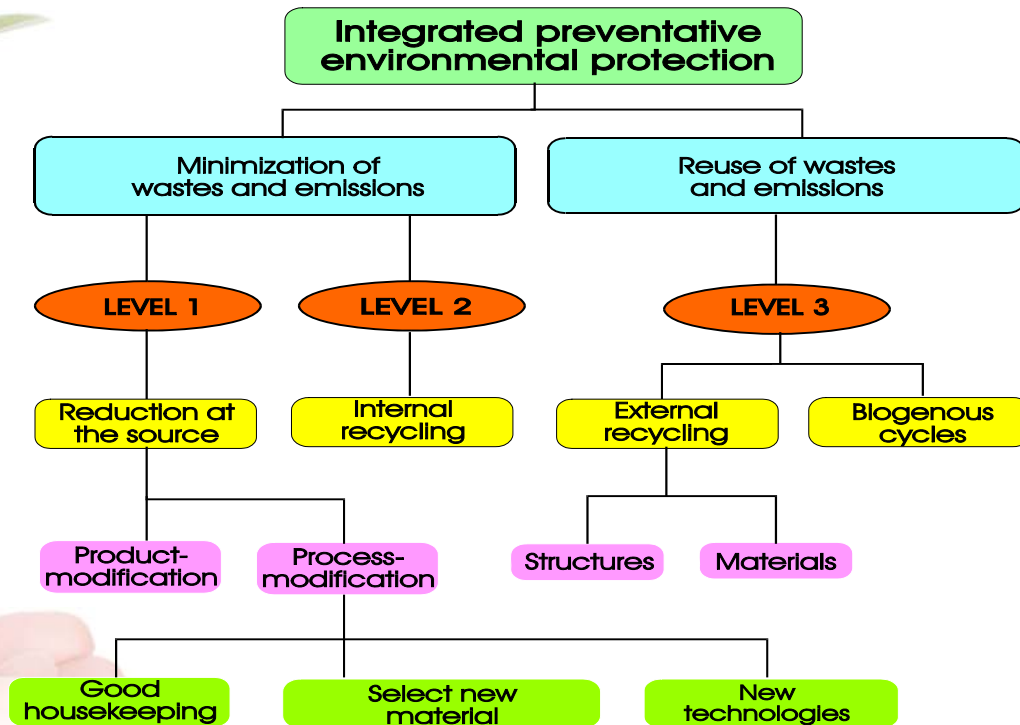 Integrated preventative
environmental protection
Minimization of
wastes and emissions
Reuse of wastes
and emissions
LEVEL 1
LEVEL 2
LEVEL 3
Reduction at
the source
Internal
recycling
External
recycling
Biogenous
cycles
Product-
modification
Process-
modification
Structures
Materials
Good
housekeeping
Select new
material
New
technologies